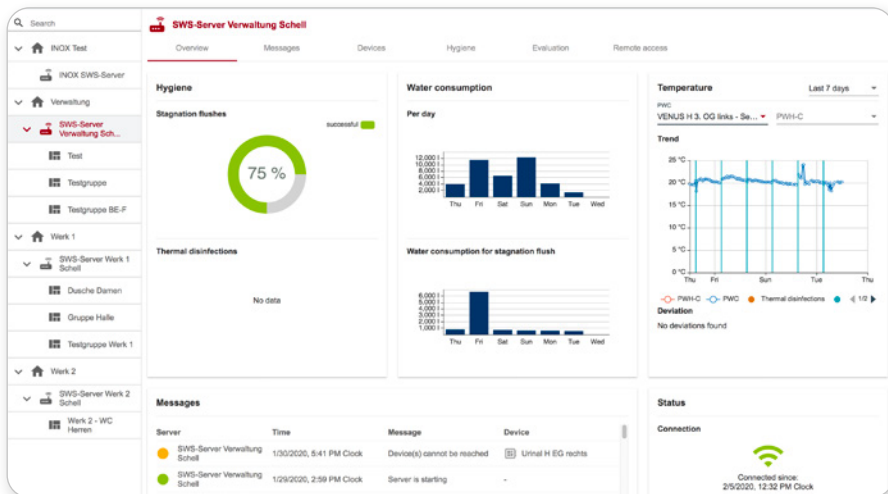 Search
INOX Test
INOX SWS-Server
Verwaltung
SWS-Server
Verwaltung Sch...
Test
Testgruppe
Testgruppe BE-F
Werk 1
SWS-Server Werk 1
Schell
Dusche Damen
Gruppe Halle
Testgruppe Werk 1
Werk 2
SWS-Server Werk 2
Schell
Werk 2 - WC
Herren
SWS-Server Verwaltung Schell
Overview Messages Devices Hygiene Evaluation Remote access
Hygiene
Stagnation flushes
successful
75 %
Thermal disinfections
No data
Water consumption
Per day
12,000 l
10,000 l
8,000 l
6,000 l
4,000 l
2,000 l
Thu Fri Sat Sun Mon Tue Wed
Water consumption for stagnation flush
6,000 l
5,000 l
4,000 l
3,000 l
2,000 l
1,000 l
Thu Fri Sat Sun Mon Tue Wed
Temperature Last 7 days
PWC
VENUS H 3. OG links - Se... PWH-C
Trend
25 °C
20 °C
15 °C
10 °C
5 °C
0 °C
Thu Fri Sun Tue Thu
PWH-C PWC Thermal disinfections 1/2
Deviation
No deviations found
Messages
Server Time Message Device
SWS-Server Verwaltung
Schell
1/30/2020, 5:41 PM Clock Device(s) cannot be reached Urinal H EG rechts
SWS-Server Verwaltung
Schell
1/29/2020, 2:59 PM Clock Server is starting -
Status
Connection
Connected since:
2/5/2020, 12:32 PM Clock